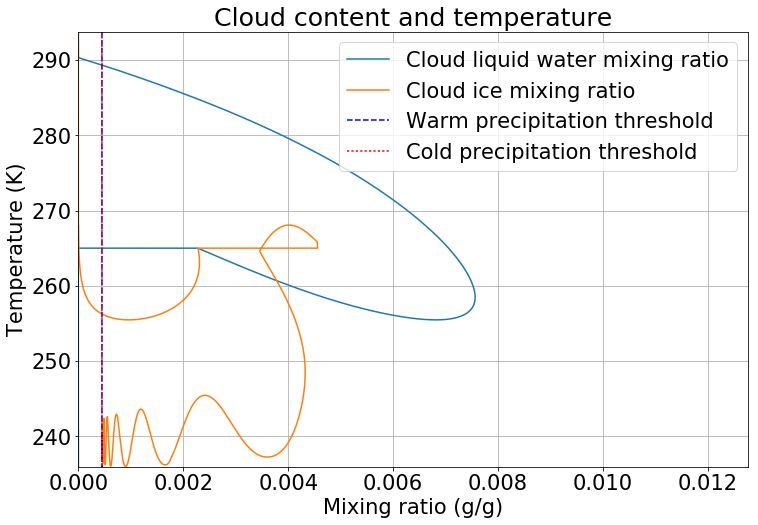 Cloud content and temperature
Cloud liquid water mixing ratio
Cloud ice mixing ratio
Warm precipitation threshold
Cold precipitation threshold
Temperature (K)
290
280
270
260
250
240
0.000 0.002 0.004 0.006 0.008 0.010 0.012
Mixing ratio (g/g)